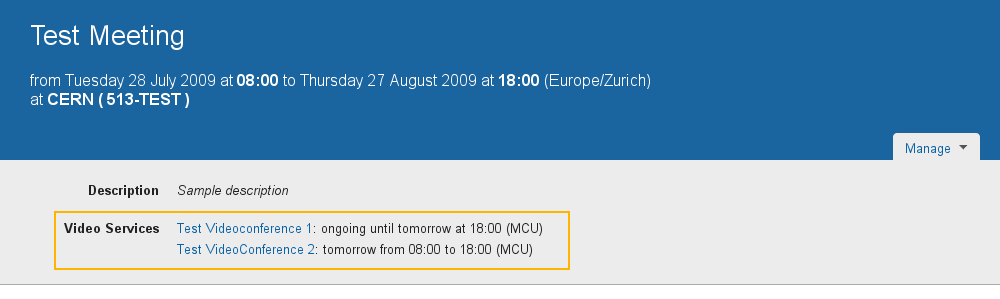 Test Meeting
from Tuesday 28 July 2009 at 08:00 to Thursday 27 August 2009 at 18:00 (Europe/Zurich)
at CERN ( 513-TEST )
Manage
Description Sample description
Video Services Test Videoconference 1: ongoing until tomorrow at 18:00 (MCU)
Test VideoConference 2: tomorrow from 08:00 to 18:00 (MCU)